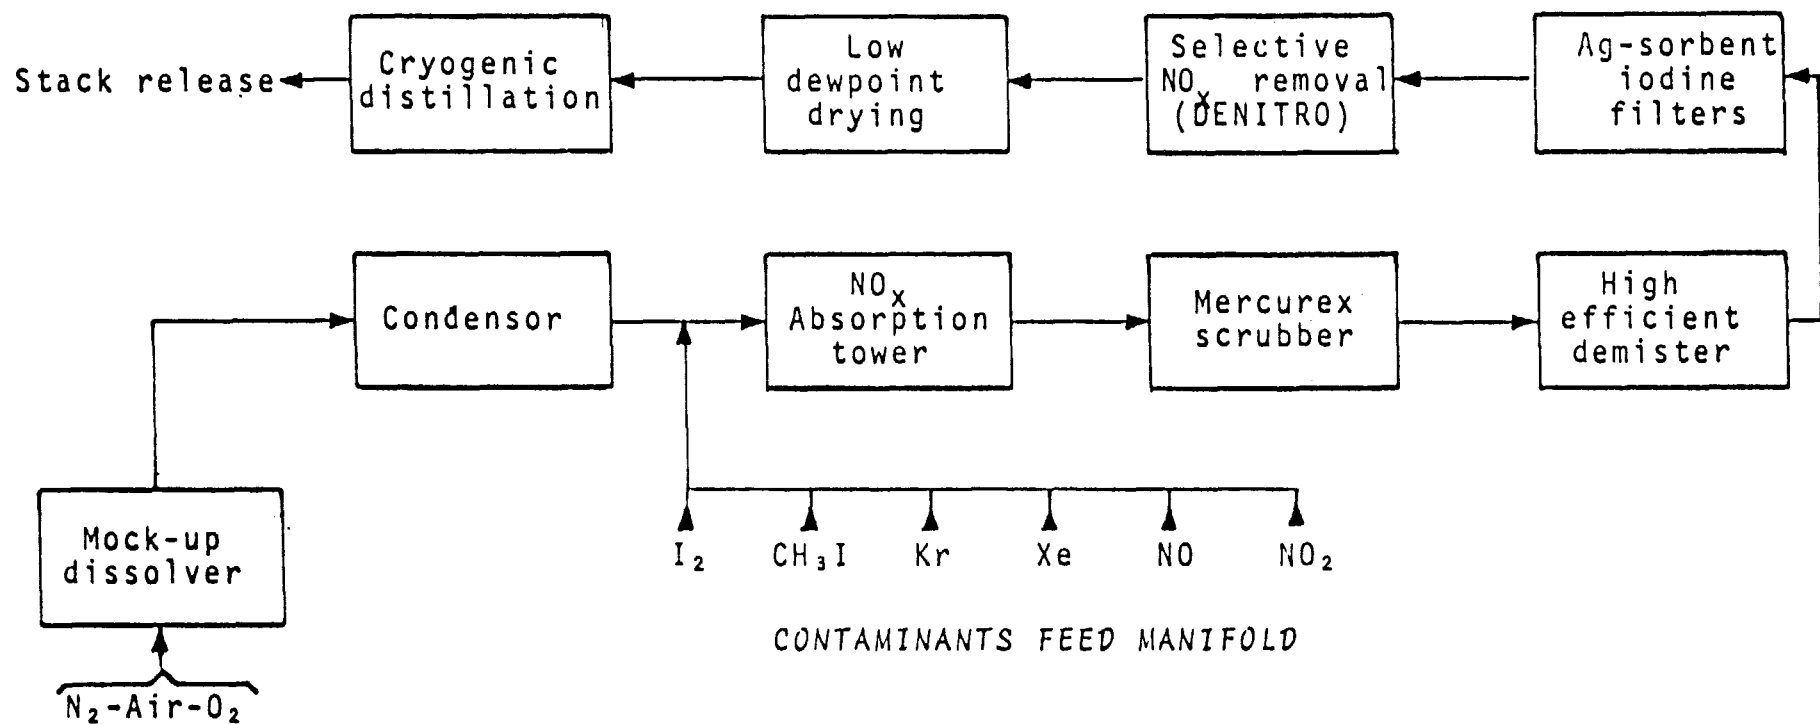 Stack release
Cryogenic
distillation
Low
dewpoint
drying
Selective
NOₓ removal
(DENITRO)
Ag-sorbent
iodine
filters
Condensor
NOₓ
Absorption
tower
Mercurex
scrubber
High
efficient
demister
Mock-up
dissolver
I₂ CH₃I Kr Xe NO NO₂
CONTAMINANTS FEED MANIFOLD
N₂-Air-O₂